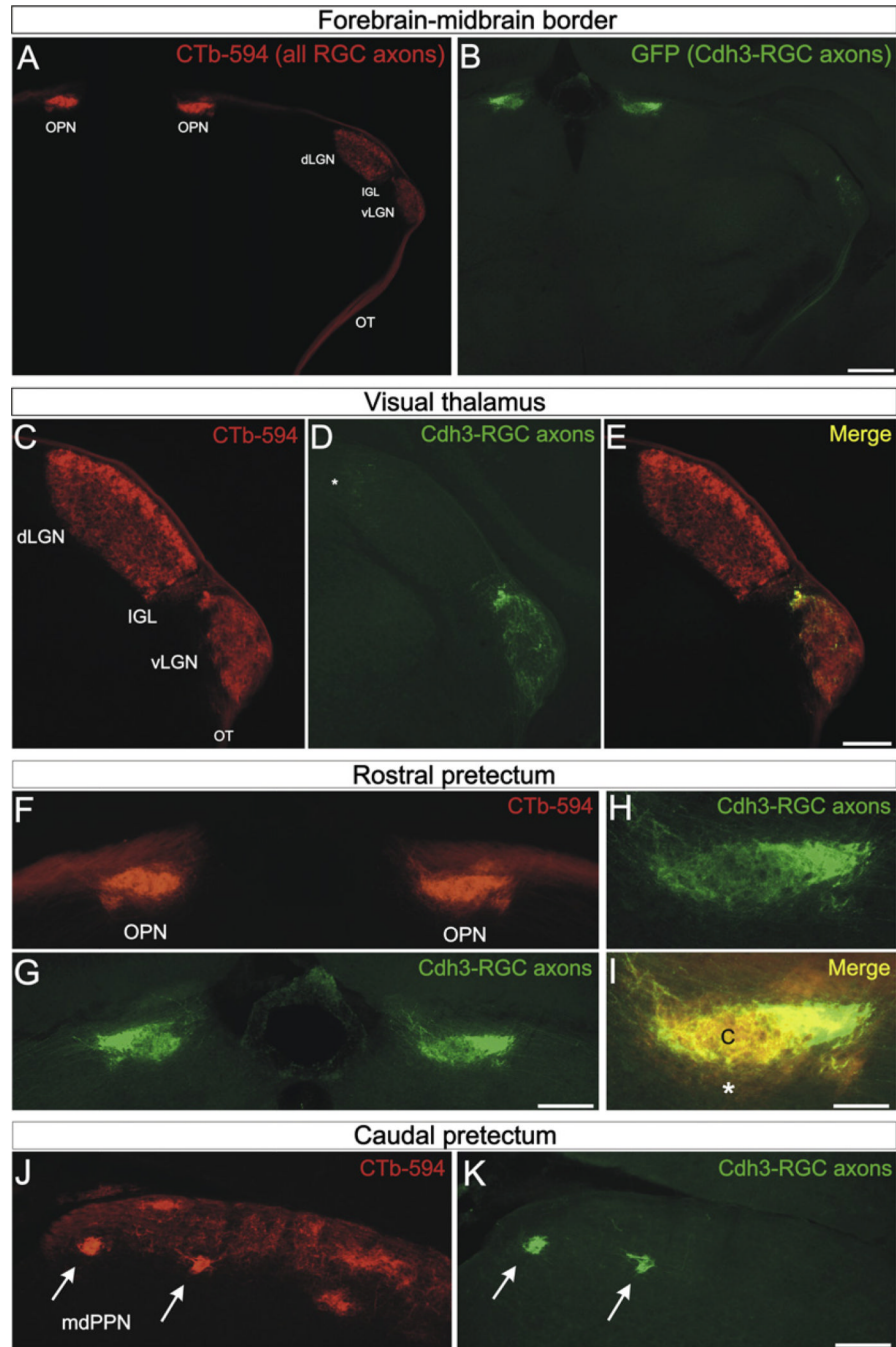 Forebrain-midbrain border
A
CTb-594 (all RGC axons)
B
GFP (Cdh3-RGC axons)
OPN
OPN
dLGN
IGL
vLGN
OT
Visual thalamus
C
CTb-594
D
Cdh3-RGC axons
E
Merge
*
dLGN
IGL
vLGN
OT
Rostral pretectum
F
CTb-594
H
Cdh3-RGC axons
OPN
OPN
G
Cdh3-RGC axons
I
Merge
C
*
Caudal pretectum
J
CTb-594
K
Cdh3-RGC axons
mdPPN